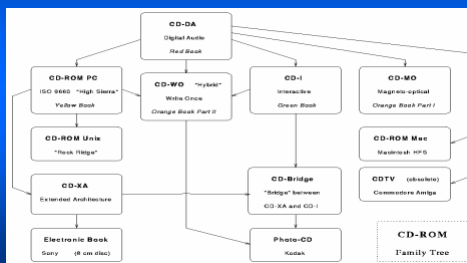 CD-DA
Digital Audio
Red Book
CD-ROM PC
ISO 9660 "High Sierra"
Yellow Book
CD-WO "Hybrid"
Write Once
Orange Book Part II
CD-I
Interactive
Green Book
CD-MO
Magneto-optical
Orange Book Part I
CD-ROM Unix
"Rock Ridge"
CD-ROM Mac
Macintosh HFS
CD-XA
Extended Architecture
CD-Bridge
"Bridge" between
CD-XA and CD-I
CDTV (obsolete)
Commodore Amiga
Electronic Book
Sony (8 cm disc)
Photo-CD
Kodak
CD-ROM
Family Tree